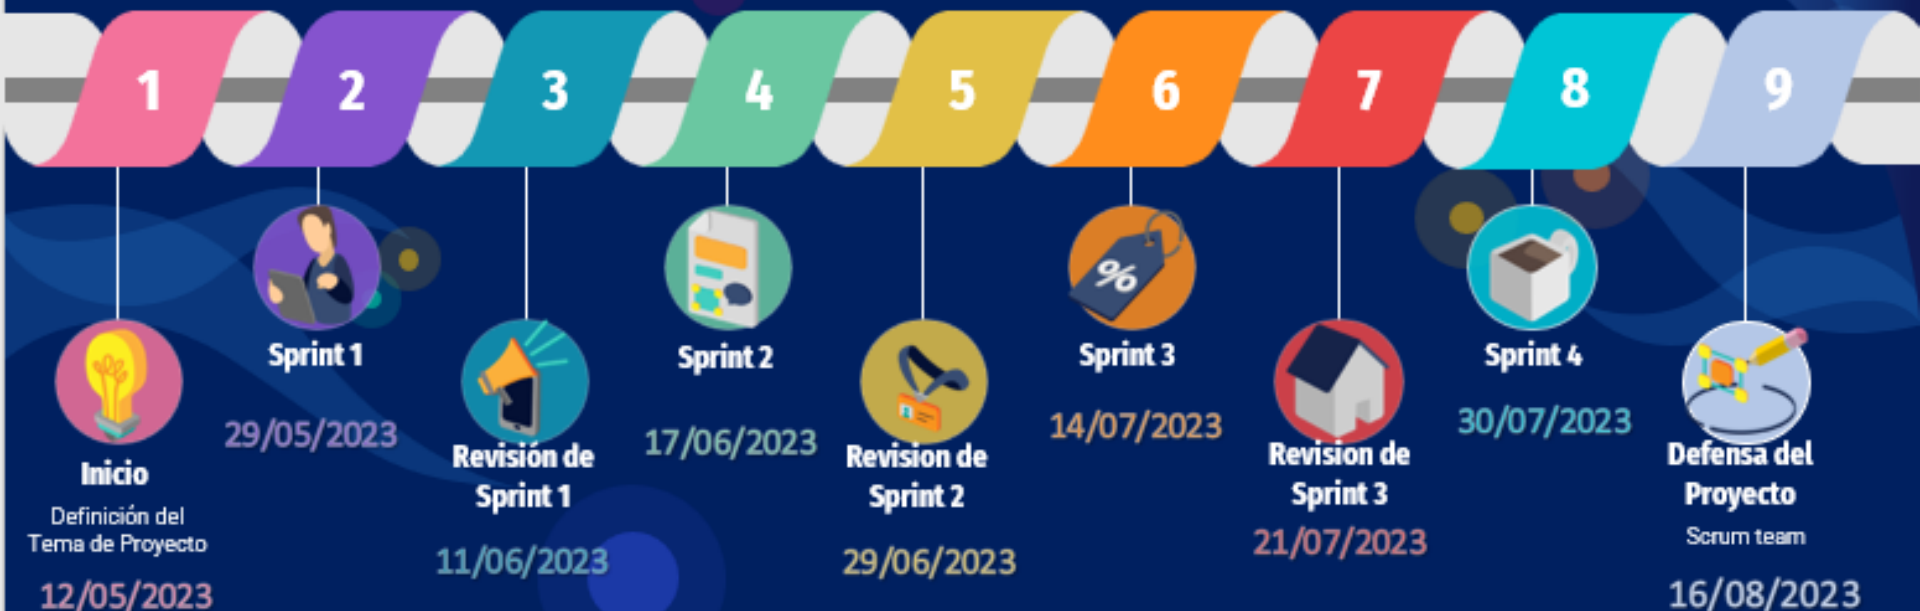 1
2
3
4
5
6
7
8
9
Inicio
Definición del
Tema de Proyecto
12/05/2023
Sprint 1
29/05/2023
Revisión de
Sprint 1
11/06/2023
Sprint 2
17/06/2023
Revision de
Sprint 2
29/06/2023
%
Sprint 3
14/07/2023
Revision de
Sprint 3
21/07/2023
Sprint 4
30/07/2023
Defensa del
Proyecto
Scrum team
16/08/2023